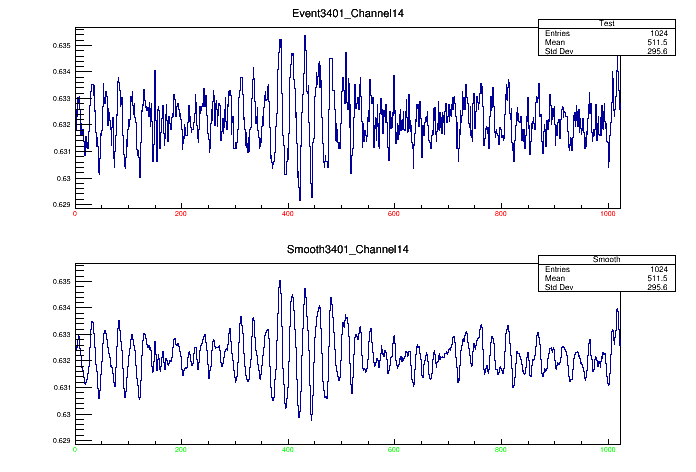 Event3401_Channel14
Test
Entries 1024
Mean 511.5
Std Dev 295.6
0.635
0.634
0.633
0.632
0.631
0.63
0.629
0 200 400 600 800 1000
Smooth3401_Channel14
Smooth
Entries 1024
Mean 511.5
Std Dev 295.6
0.635
0.634
0.633
0.632
0.631
0.63
0.629
0 200 400 600 800 1000